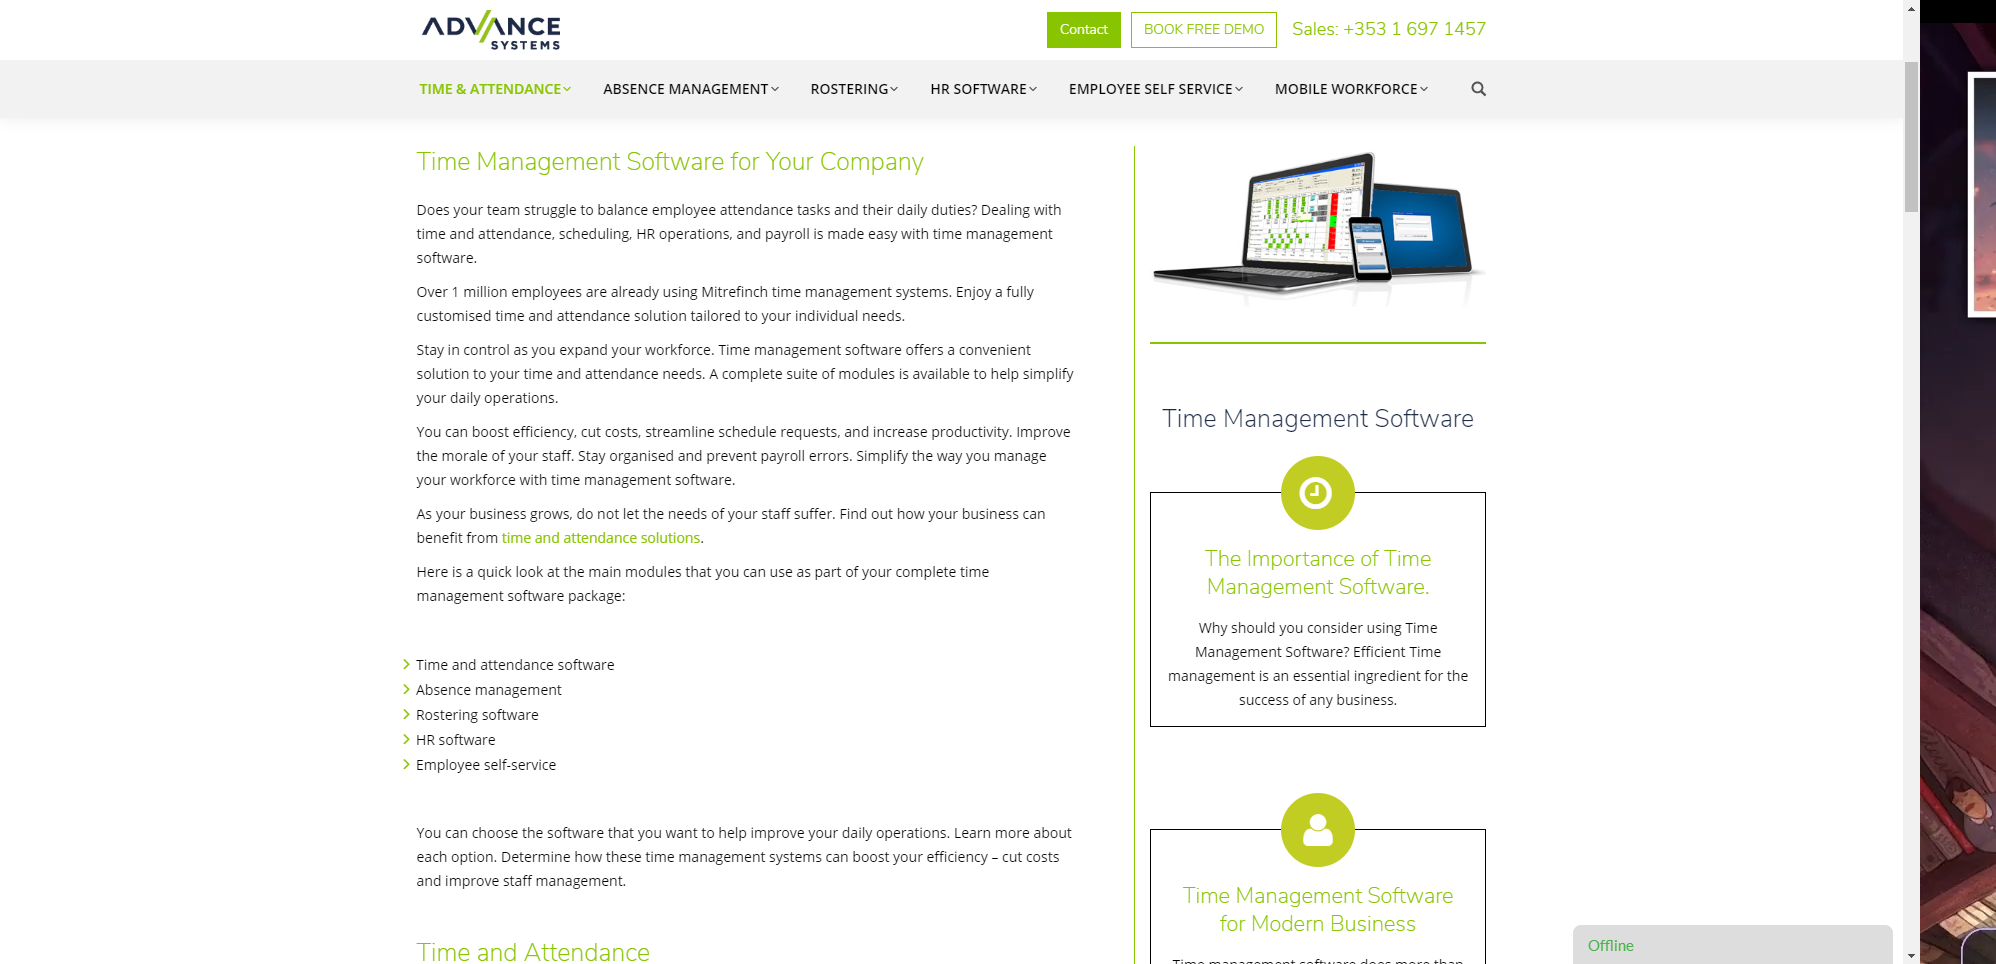 ADVANCE
SYSTEMS
Contact
BOOK FREE DEMO
Sales: +353 1 697 1457
TIME & ATTENDANCE
ABSENCE MANAGEMENT
ROSTERING
HR SOFTWARE
EMPLOYEE SELF SERVICE
MOBILE WORKFORCE
Time Management Software for Your Company
Does your team struggle to balance employee attendance tasks and their daily duties? Dealing with
time and attendance, scheduling, HR operations, and payroll is made easy with time management
software.
Over 1 million employees are already using Mitrefinch time management systems. Enjoy a fully
customised time and attendance solution tailored to your individual needs.
Stay in control as you expand your workforce. Time management software offers a convenient
solution to your time and attendance needs. A complete suite of modules is available to help simplify
your daily operations.
You can boost efficiency, cut costs, streamline schedule requests, and increase productivity. Improve
the morale of your staff. Stay organised and prevent payroll errors. Simplify the way you manage
your workforce with time management software.
As your business grows, do not let the needs of your staff suffer. Find out how your business can
benefit from time and attendance solutions.
Here is a quick look at the main modules that you can use as part of your complete time
management software package:
Time and attendance software
Absence management
Rostering software
HR software
Employee self-service
You can choose the software that you want to help improve your daily operations. Learn more about
each option. Determine how these time management systems can boost your efficiency – cut costs
and improve staff management.
Time and Attendance
Time Management Software
The Importance of Time
Management Software.
Why should you consider using Time
Management Software? Efficient Time
management is an essential ingredient for the
success of any business.
Time Management Software
for Modern Business
Time management software does more than
Offline